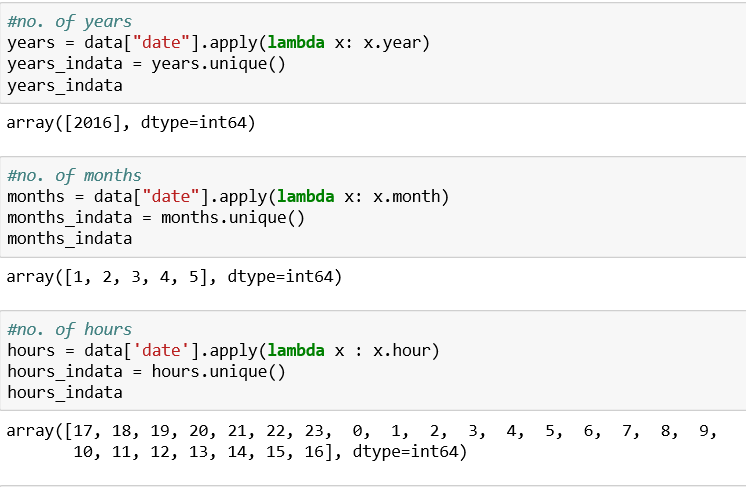 #no. of years
years = data["date"].apply(lambda x: x.year)
years_indata = years.unique()
years_indata
array([2016], dtype=int64)
#no. of months
months = data["date"].apply(lambda x: x.month)
months_indata = months.unique()
months_indata
array([1, 2, 3, 4, 5], dtype=int64)
#no. of hours
hours = data['date'].apply(lambda x : x.hour)
hours_indata = hours.unique()
hours_indata
array([17, 18, 19, 20, 21, 22, 23,  0,  1,  2,  3,  4,  5,  6,  7,  8,  9,
       10, 11, 12, 13, 14, 15, 16], dtype=int64)